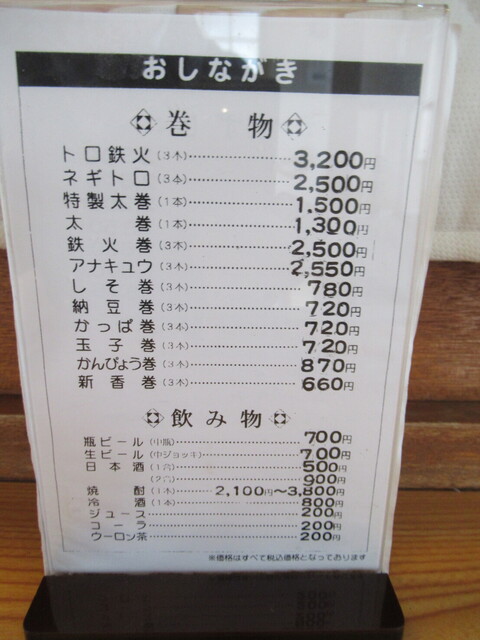 おしながき
巻物
トロ鉄火(3本) 3,200円
ネギトロ(3本) 2,500円
特製太巻(1本) 1,500円
太巻(1本) 1,300円
鉄火巻(3本) 2,500円
アナキュウ(3本) 2,550円
しそ巻(3本) 780円
納豆巻(3本) 720円
かっぱ巻(3本) 720円
玉子巻(3本) 720円
かんぴょう巻(3本) 870円
新香巻(3本) 660円
飲み物
瓶ビール(中瓶) 700円
生ビール(中ジョッキ) 700円
日本酒(1合) 500円
(2合) 900円
焼酎(1本) 2,100円〜3,800円
冷酒(1本) 800円
ジュース 200円
コーラ 200円
ウーロン茶 200円
※価格はすべて税込価格となっております